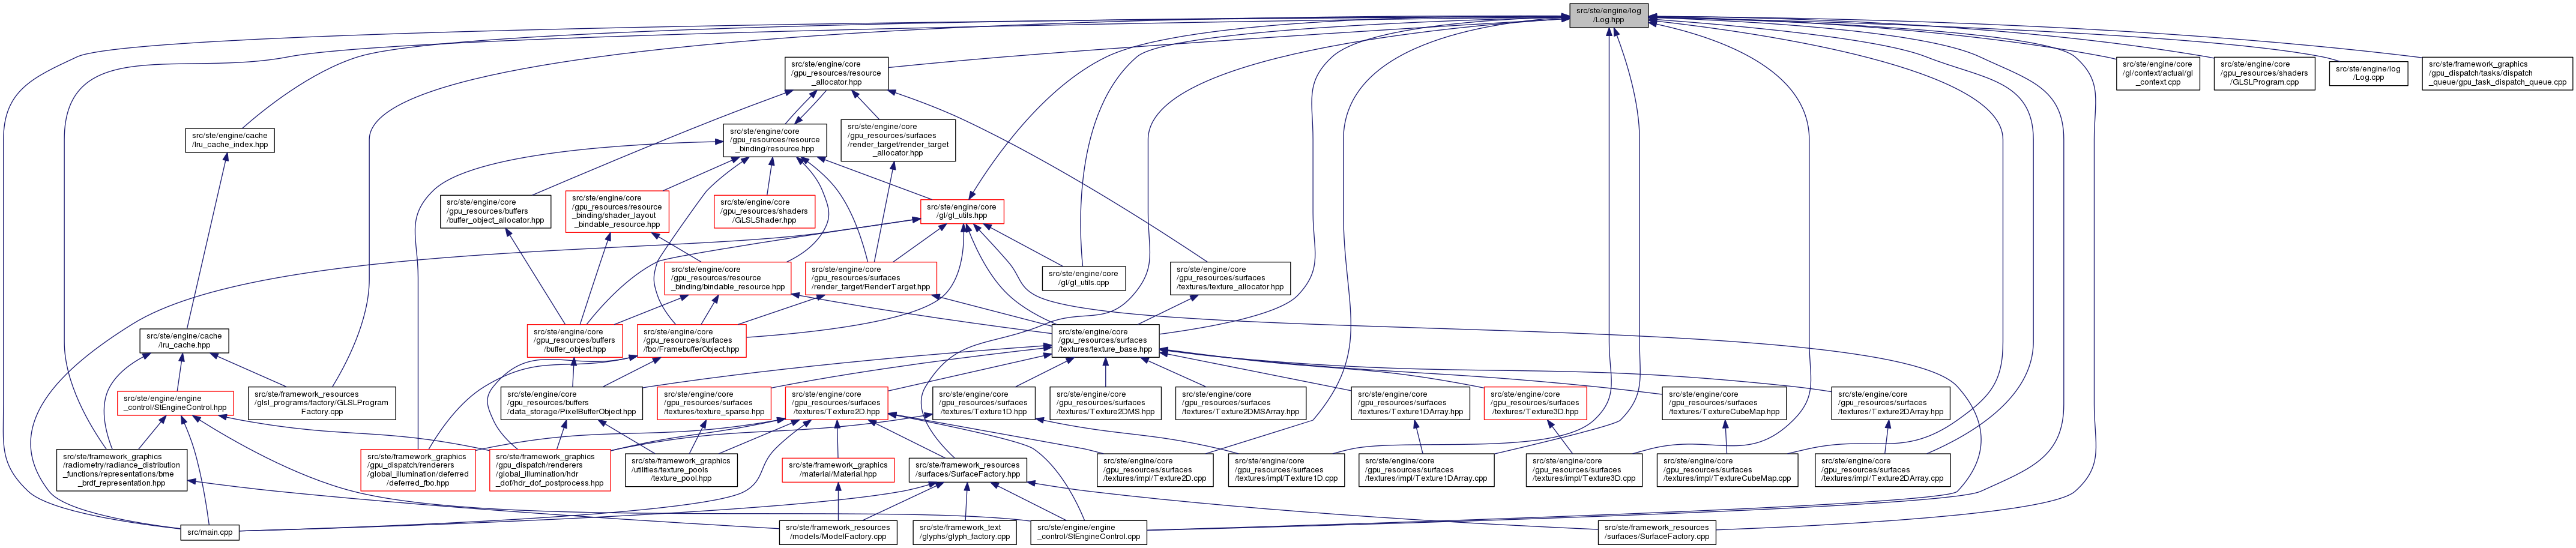 src/ste/engine/log
/Log.hpp
src/ste/engine/core
/gpu_resources/resource
_allocator.hpp
src/ste/engine/core
/gl/context/actual/gl
_context.cpp
src/ste/engine/core
/gpu_resources/shaders
/GLSLProgram.cpp
src/ste/engine/log
/Log.cpp
src/ste/framework_graphics
/gpu_dispatch/tasks/dispatch
_queue/gpu_task_dispatch_queue.cpp
src/ste/engine/cache
/lru_cache_index.hpp
src/ste/engine/core
/gpu_resources/resource
_binding/resource.hpp
src/ste/engine/core
/gpu_resources/surfaces
/render_target/render_target
_allocator.hpp
src/ste/engine/core
/gpu_resources/buffers
/buffer_object_allocator.hpp
src/ste/engine/core
/gpu_resources/resource
_binding/shader_layout
_bindable_resource.hpp
src/ste/engine/core
/gpu_resources/shaders
/GLSLShader.hpp
src/ste/engine/core
/gl/gl_utils.hpp
src/ste/engine/core
/gpu_resources/resource
_binding/bindable_resource.hpp
src/ste/engine/core
/gpu_resources/surfaces
/render_target/RenderTarget.hpp
src/ste/engine/core
/gl/gl_utils.cpp
src/ste/engine/core
/gpu_resources/surfaces
/textures/texture_allocator.hpp
src/ste/engine/cache
/lru_cache.hpp
src/ste/engine/core
/gpu_resources/buffers
/buffer_object.hpp
src/ste/engine/core
/gpu_resources/surfaces
/fbo/FramebufferObject.hpp
src/ste/engine/core
/gpu_resources/surfaces
/textures/texture_base.hpp
src/ste/engine/engine
_control/StEngineControl.hpp
src/ste/framework_resources
/glsl_programs/factory/GLSLProgram
Factory.cpp
src/ste/engine/core
/gpu_resources/buffers
/data_storage/PixelBufferObject.hpp
src/ste/engine/core
/gpu_resources/surfaces
/textures/texture_sparse.hpp
src/ste/engine/core
/gpu_resources/surfaces
/textures/Texture2D.hpp
src/ste/engine/core
/gpu_resources/surfaces
/textures/Texture1D.hpp
src/ste/engine/core
/gpu_resources/surfaces
/textures/Texture2DMS.hpp
src/ste/engine/core
/gpu_resources/surfaces
/textures/Texture2DMSArray.hpp
src/ste/engine/core
/gpu_resources/surfaces
/textures/Texture1DArray.hpp
src/ste/engine/core
/gpu_resources/surfaces
/textures/Texture3D.hpp
src/ste/engine/core
/gpu_resources/surfaces
/textures/TextureCubeMap.hpp
src/ste/engine/core
/gpu_resources/surfaces
/textures/Texture2DArray.hpp
src/ste/framework_graphics
/radiometry/radiance_distribution
_functions/representations/bme
_brdf_representation.hpp
src/ste/framework_graphics
/gpu_dispatch/renderers
/global_illumination/deferred
/deferred_fbo.hpp
src/ste/framework_graphics
/gpu_dispatch/renderers
/global_illumination/hdr
_dof/hdr_dof_postprocess.hpp
src/ste/framework_graphics
/utilities/texture_pools
/texture_pool.hpp
src/ste/framework_graphics
/material/Material.hpp
src/ste/framework_resources
/surfaces/SurfaceFactory.hpp
src/ste/engine/core
/gpu_resources/surfaces
/textures/impl/Texture2D.cpp
src/ste/engine/core
/gpu_resources/surfaces
/textures/impl/Texture1D.cpp
src/ste/engine/core
/gpu_resources/surfaces
/textures/impl/Texture1DArray.cpp
src/ste/engine/core
/gpu_resources/surfaces
/textures/impl/Texture3D.cpp
src/ste/engine/core
/gpu_resources/surfaces
/textures/impl/TextureCubeMap.cpp
src/ste/engine/core
/gpu_resources/surfaces
/textures/impl/Texture2DArray.cpp
src/main.cpp
src/ste/framework_resources
/models/ModelFactory.cpp
src/ste/framework_text
/glyphs/glyph_factory.cpp
src/ste/engine/engine
_control/StEngineControl.cpp
src/ste/framework_resources
/surfaces/SurfaceFactory.cpp